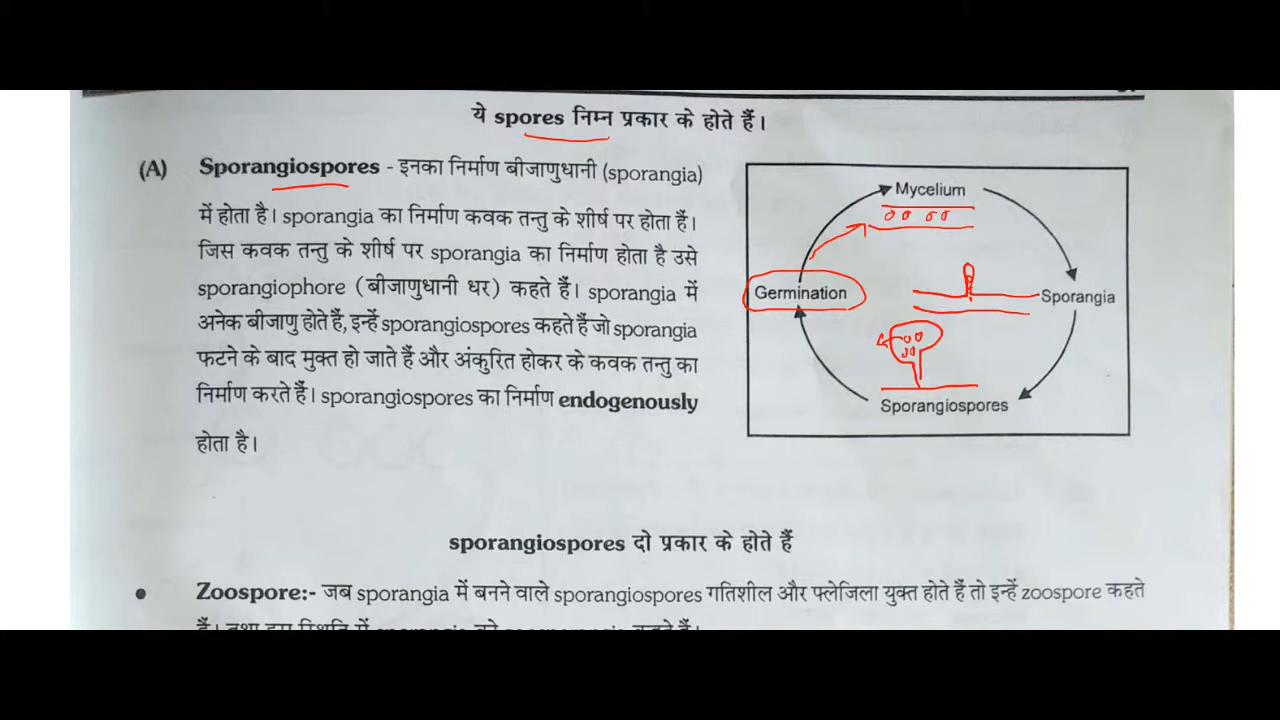 ये spores निम्न प्रकार के होते हैं।
(A) Sporangiospores - इनका निर्माण बीजाणुधानी (sporangia)
में होता है। sporangia का निर्माण कवक तन्तु के शीर्ष पर होता हैं।
जिस कवक तन्तु के शीर्ष पर sporangia का निर्माण होता है उसे
sporangiophore (बीजाणुधानी धर) कहते हैं। sporangia में
अनेक बीजाणु होते हैं, इन्हें sporangiospores कहते हैं जो sporangia
फटने के बाद मुक्त हो जाते हैं और अंकुरित होकर के कवक तन्तु का
निर्माण करते हैं। sporangiospores का निर्माण endogenously
होता है।
Mycelium
Germination
Sporangia
Sporangiospores
sporangiospores दो प्रकार के होते हैं
• Zoospore:- जब sporangia में बनने वाले sporangiospores गतिशील और फ्लेजिला युक्त होते हैं तो इन्हें zoospore कहते